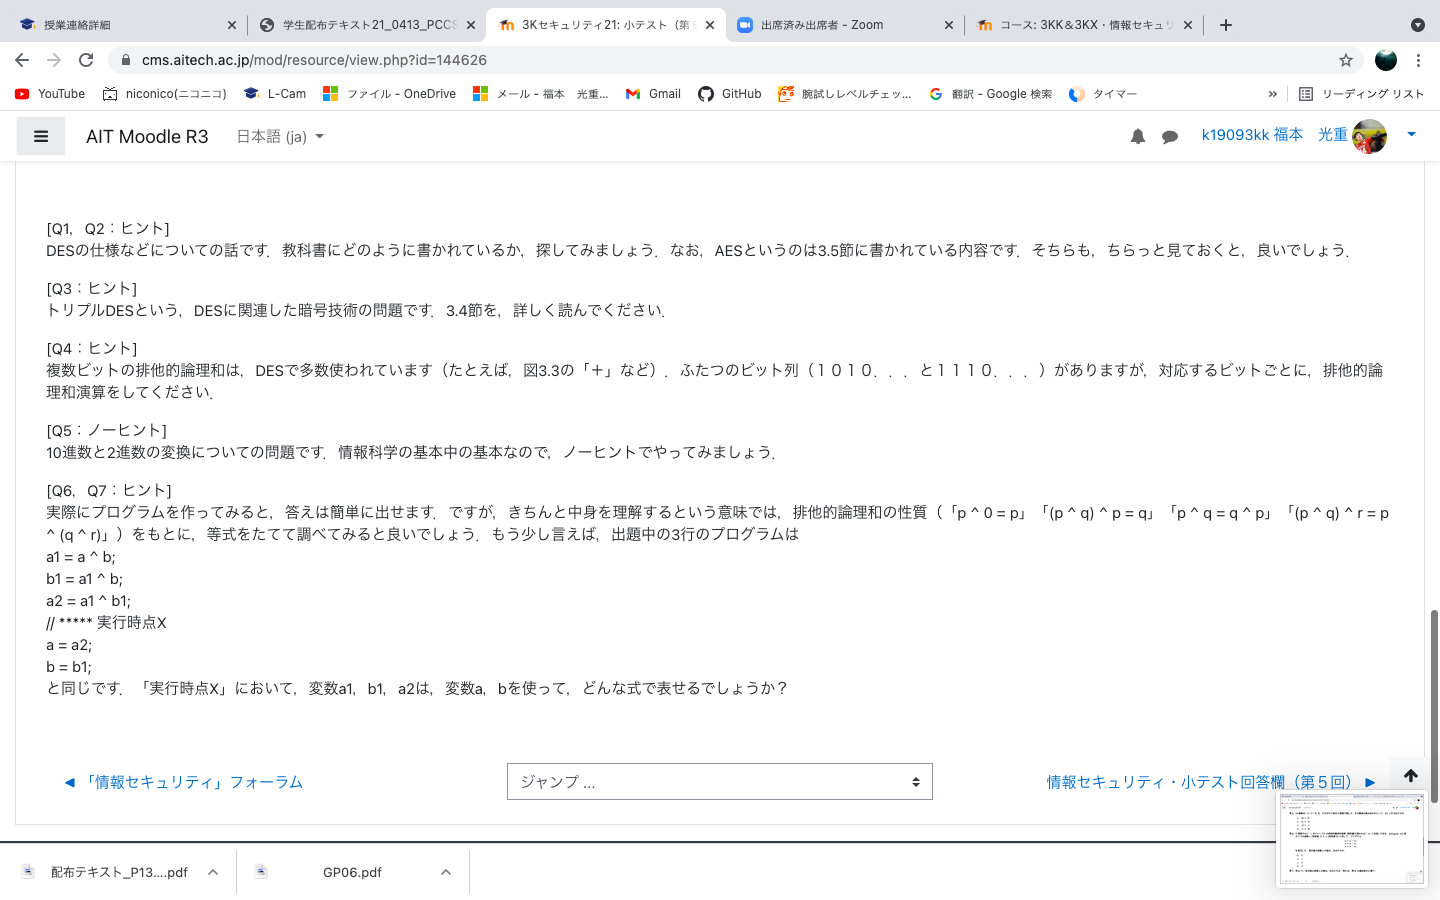 授業連絡詳細
学生配布テキスト21_0413_PCCS
3Kセキュリティ21: 小テスト（第
出席済み出席者 - Zoom
コース: 3KK＆3KX・情報セキュリ
cms.aitech.ac.jp/mod/resource/view.php?id=144626
YouTube niconico(ニコニコ) L-Cam ファイル - OneDrive メール - 福本 光重... Gmail GitHub 腕試しレベルチェッ... 翻訳 - Google 検索 タイマー » リーディング リスト
AIT Moodle R3 日本語 (ja) k19093kk 福本 光重
[Q1，Q2：ヒント]
DESの仕様などについての話です．教科書にどのように書かれているか，探してみましょう．なお，AESというのは3.5節に書かれている内容です．そちらも，ちらっと見ておくと，良いでしょう．
[Q3：ヒント]
トリプルDESという，DESに関連した暗号技術の問題です．3.4節を，詳しく読んでください．
[Q4：ヒント]
複数ビットの排他的論理和は，DESで多数使われています（たとえば，図3.3の「＋」など）．ふたつのビット列（１０１０．．．と１１１０．．．）がありますが，対応するビットごとに，排他的論
理和演算をしてください．
[Q5：ノーヒント]
10進数と2進数の変換についての問題です．情報科学の基本中の基本なので，ノーヒントでやってみましょう．
[Q6，Q7：ヒント]
実際にプログラムを作ってみると，答えは簡単に出せます．ですが，きちんと中身を理解するという意味では，排他的論理和の性質（「p ^ 0 = p」「(p ^ q) ^ p = q」「p ^ q = q ^ p」「(p ^ q) ^ r = p
^ (q ^ r)」）をもとに，等式をたてて調べてみると良いでしょう．もう少し言えば，出題中の3行のプログラムは
a1 = a ^ b;
b1 = a1 ^ b;
a2 = a1 ^ b1;
// ***** 実行時点X
a = a2;
b = b1;
と同じです．「実行時点X」において，変数a1，b1，a2は，変数a，bを使って，どんな式で表せるでしょうか？
◀ 「情報セキュリティ」フォーラム
ジャンプ ...
情報セキュリティ・小テスト回答欄（第５回） ▶
配布テキスト_P13....pdf
GP06.pdf